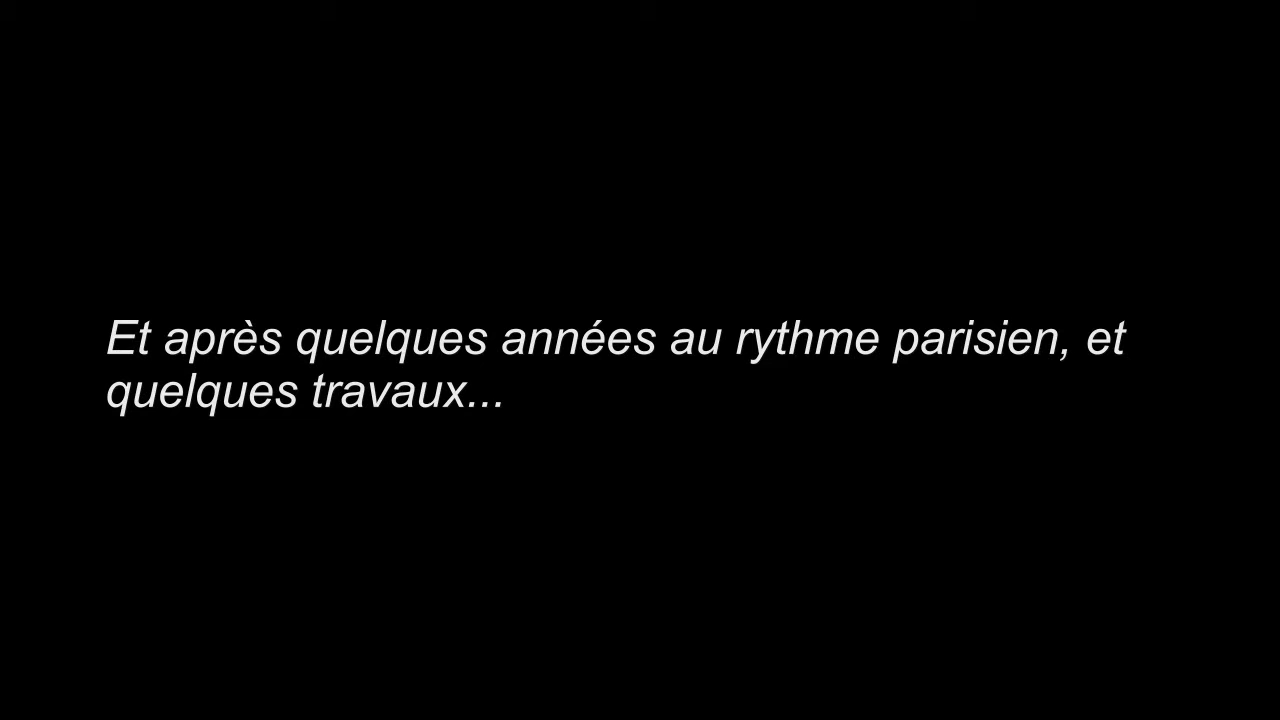 Et après quelques années au rythme parisien, et
quelques travaux...